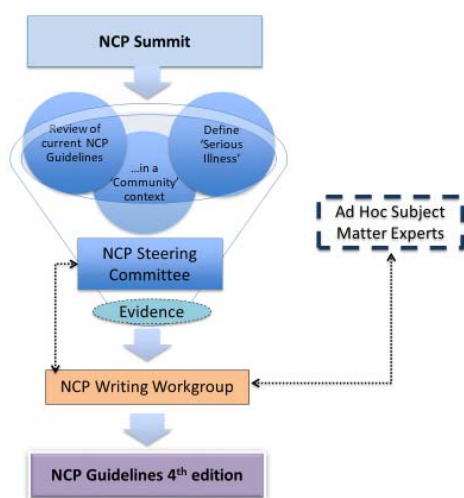 NCP Summit
Review of
current NCP
Guidelines
Define
‘Serious
Illness’
...in a
‘Community’
context
Ad Hoc Subject
Matter Experts
NCP Steering
Committee
Evidence
NCP Writing Workgroup
NCP Guidelines 4th edition